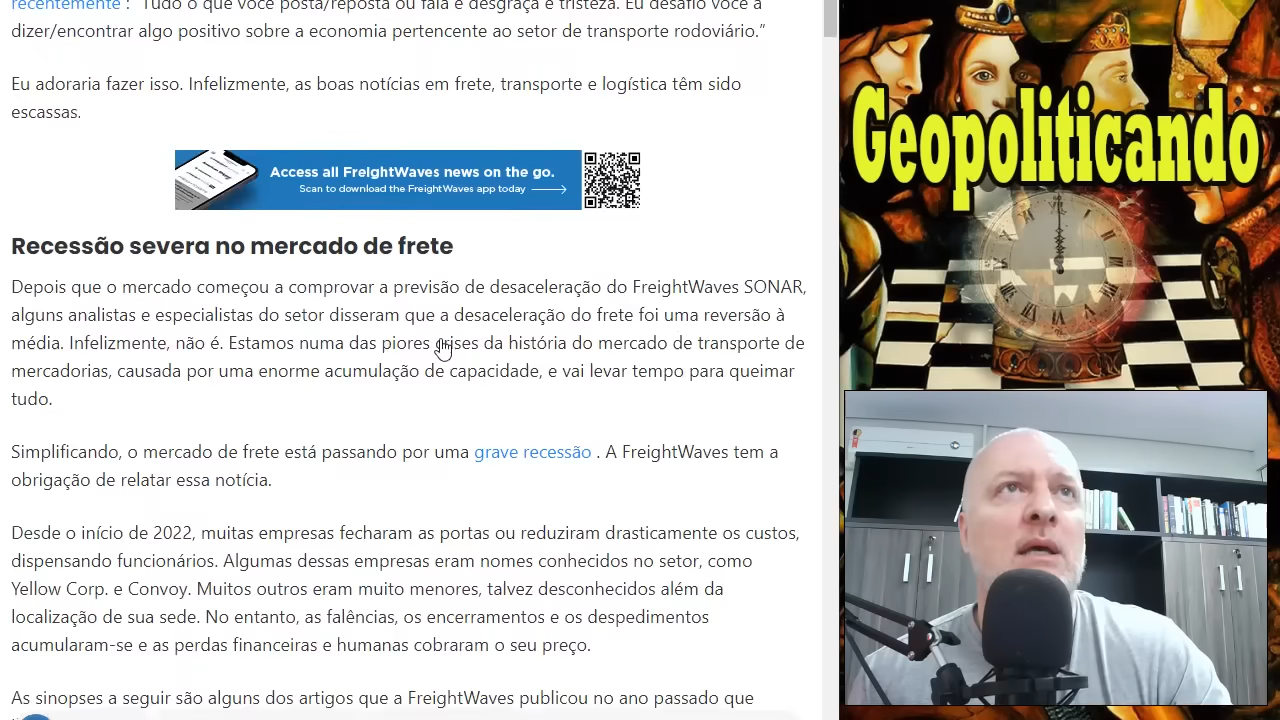 recentemente : "Tudo o que você posta/reposta ou fala é desgraça e tristeza. Eu desafio você a
dizer/encontrar algo positivo sobre a economia pertencente ao setor de transporte rodoviário.”
Eu adoraria fazer isso. Infelizmente, as boas notícias em frete, transporte e logística têm sido
escassas.
Access all FreightWaves news on the go.
Scan to download the FreightWaves app today
Recessão severa no mercado de frete
Depois que o mercado começou a comprovar a previsão de desaceleração do FreightWaves SONAR,
alguns analistas e especialistas do setor disseram que a desaceleração do frete foi uma reversão à
média. Infelizmente, não é. Estamos numa das piores crises da história do mercado de transporte de
mercadorias, causada por uma enorme acumulação de capacidade, e vai levar tempo para queimar
tudo.
Simplificando, o mercado de frete está passando por uma grave recessão . A FreightWaves tem a
obrigação de relatar essa notícia.
Desde o início de 2022, muitas empresas fecharam as portas ou reduziram drasticamente os custos,
dispensando funcionários. Algumas dessas empresas eram nomes conhecidos no setor, como
Yellow Corp. e Convoy. Muitos outros eram muito menores, talvez desconhecidos além da
localização de sua sede. No entanto, as falências, os encerramentos e os despedimentos
acumularam-se e as perdas financeiras e humanas cobraram o seu preço.
As sinopses a seguir são alguns dos artigos que a FreightWaves publicou no ano passado que
Geopoliticando